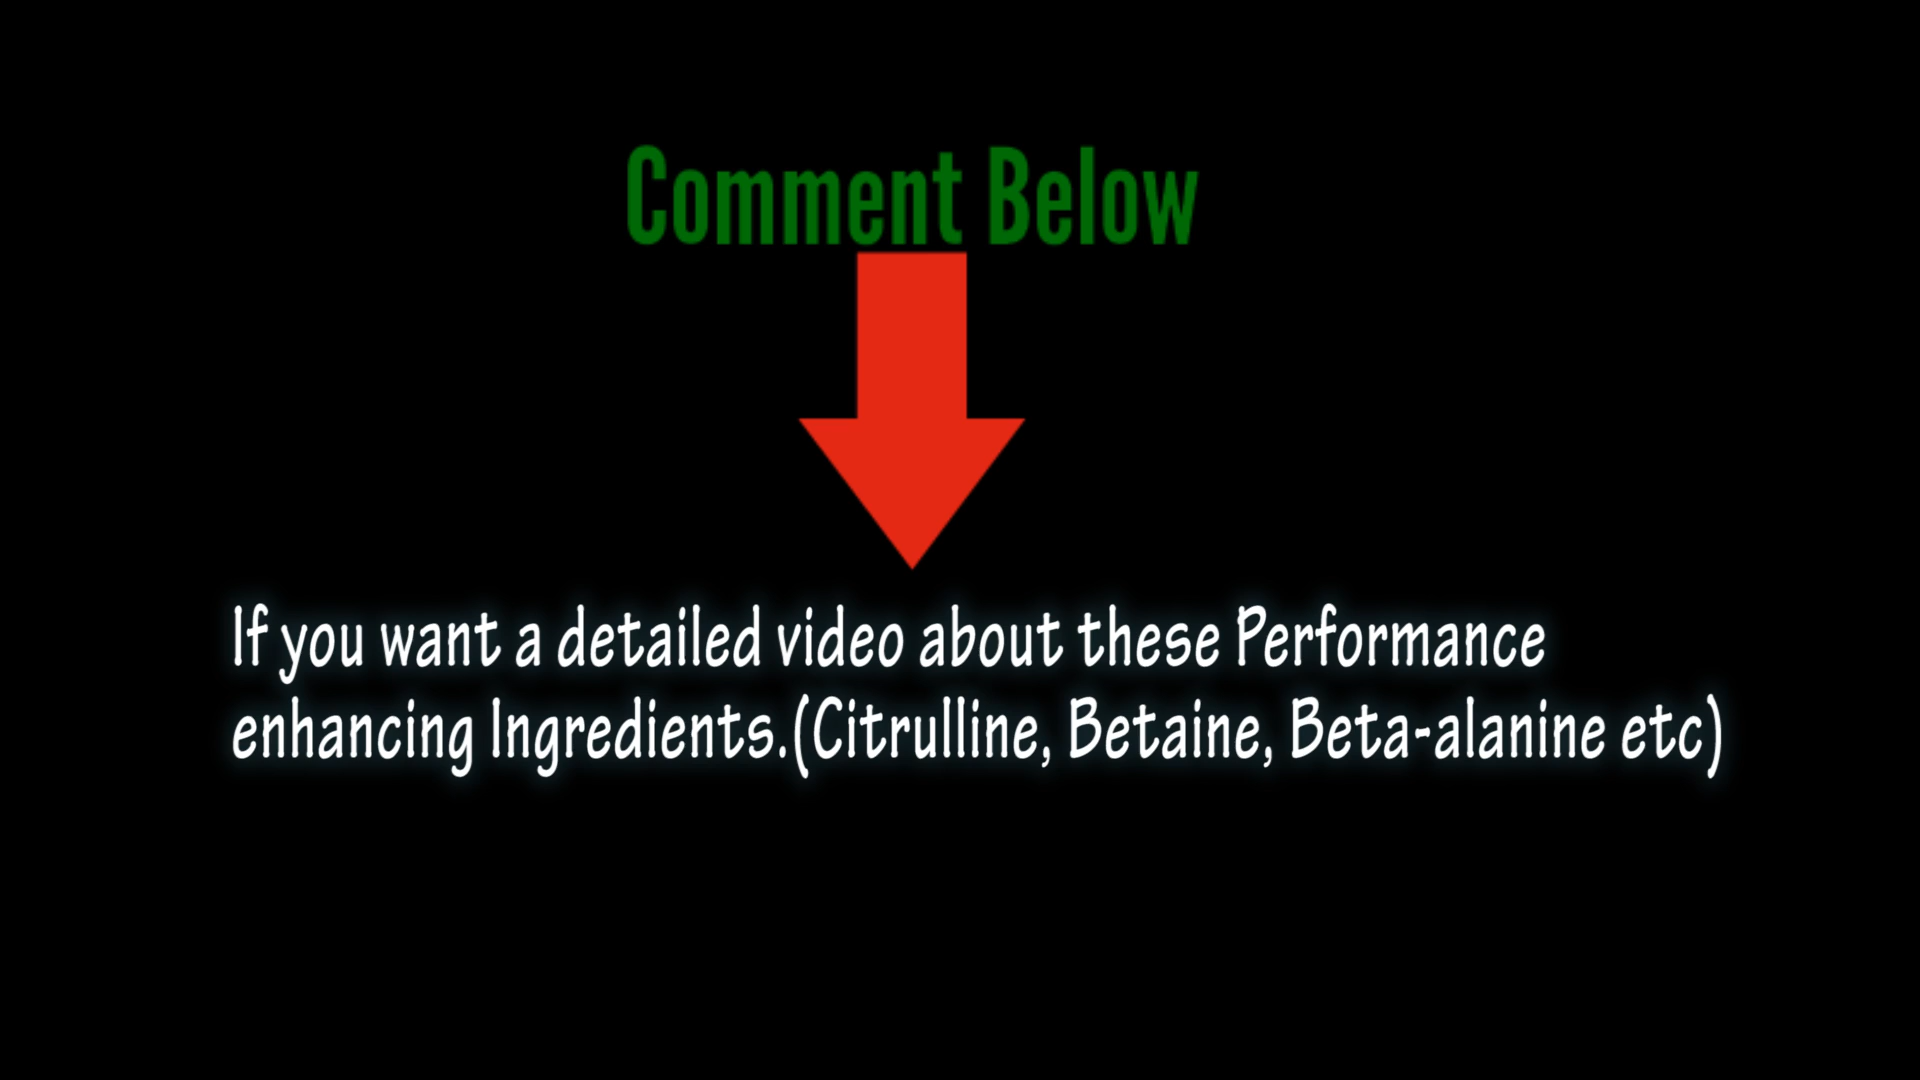 Comment Below
If you want a detailed video about these Performance
enhancing Ingredients.(Citrulline, Betaine, Beta-alanine etc)